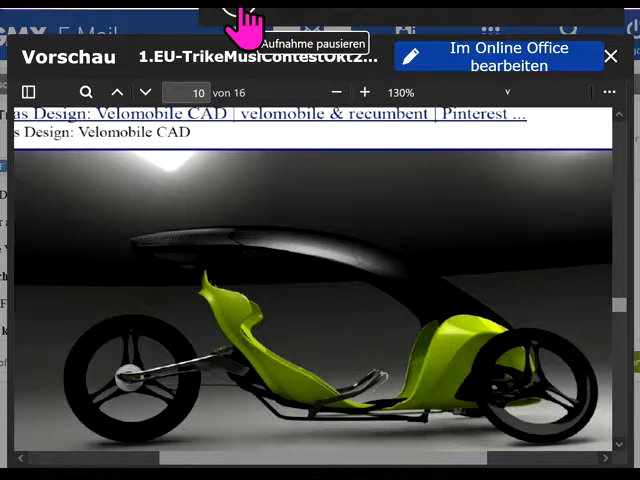 Aufnahme pausieren
Vorschau
1.EU-TrikeMusicContestOkt2...
Im Online Office
bearbeiten
10 von 16
130%
as Design: Velomobile CAD | velomobile & recumbent | Pinterest ...
s Design: Velomobile CAD